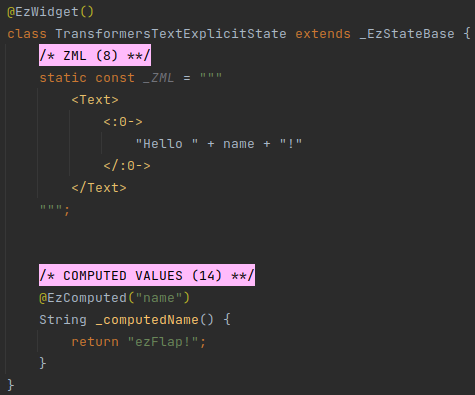 @EzWidget()
class TransformersTextExplicitState extends _EzStateBase {
    /* ZML (8) **/
    static const _ZML = """
        <Text>
            <:0->
                "Hello " + name + "!"
            </:0->
        </Text>
    """;

    /* COMPUTED VALUES (14) **/
    @EzComputed("name")
    String _computedName() {
        return "ezFlap!";
    }
}